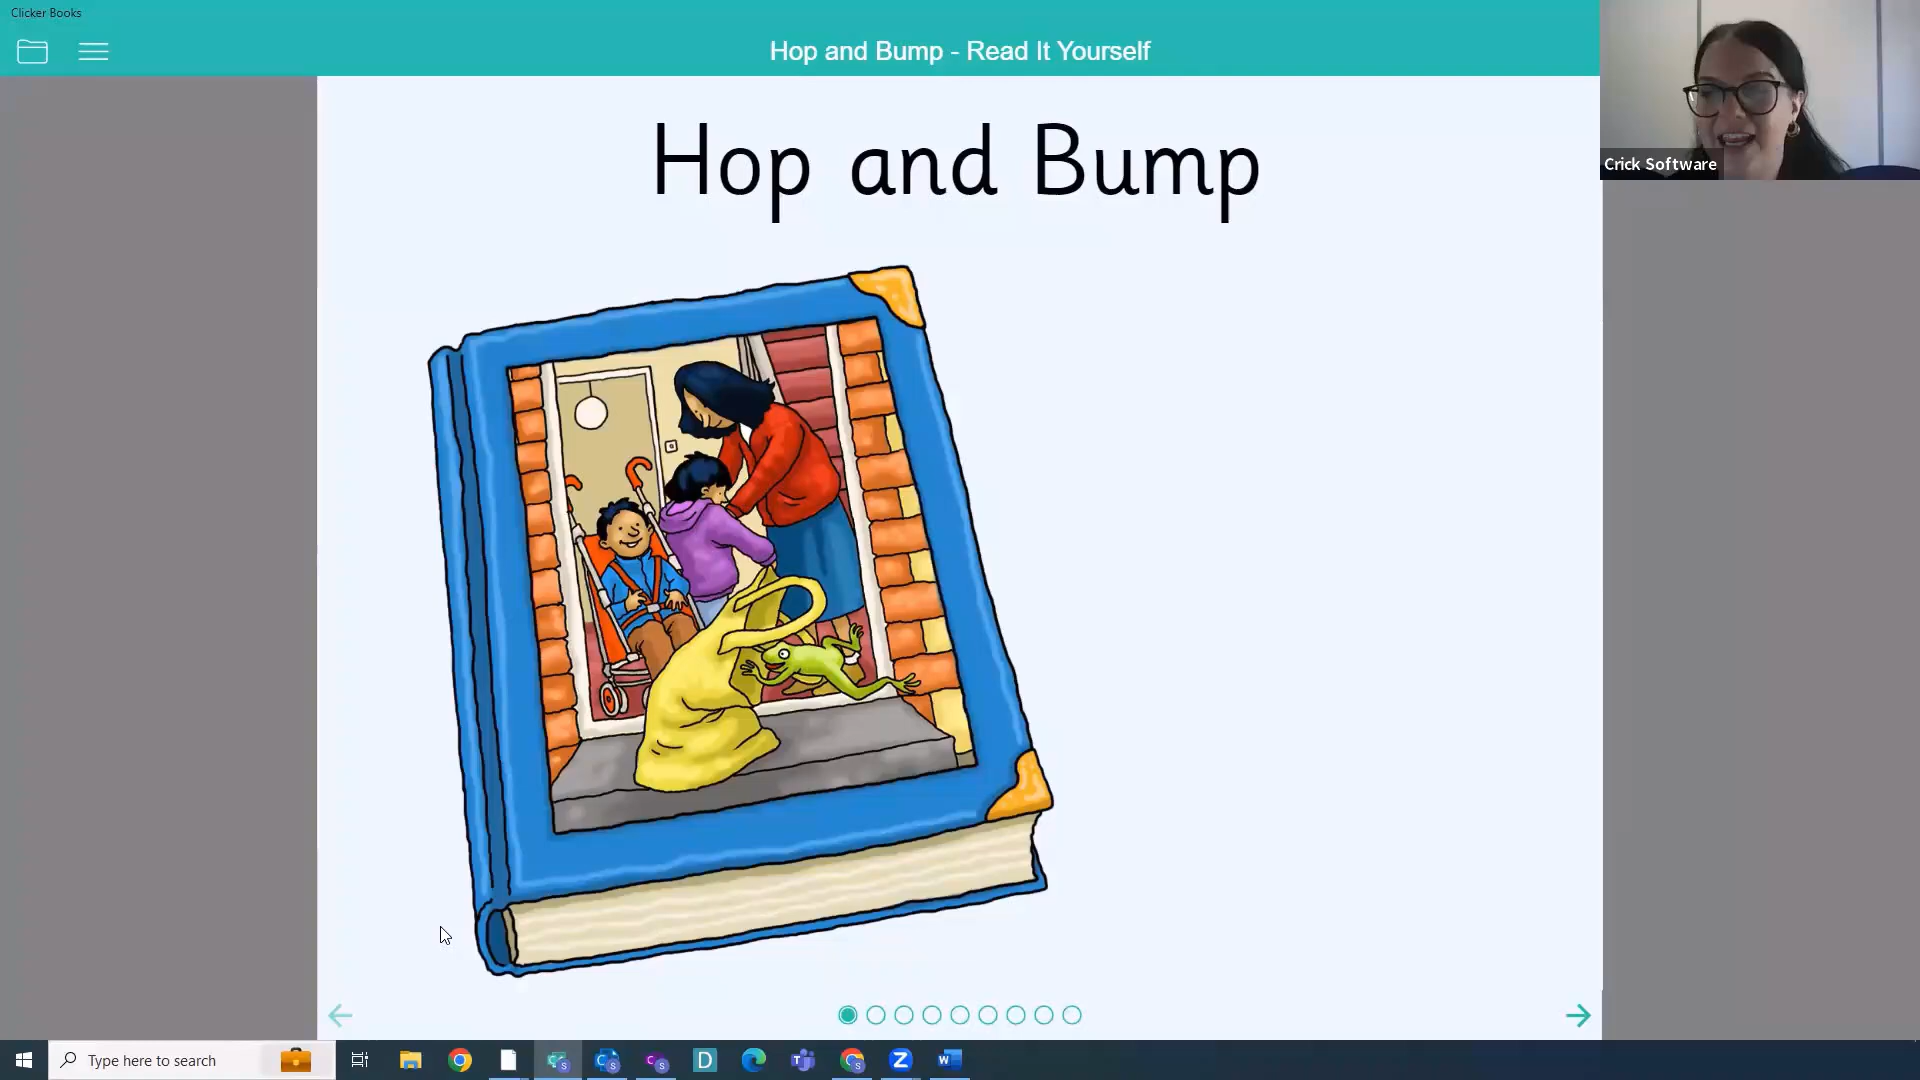 Clicker Books
Hop and Bump - Read It Yourself
Crick Software
Hop and Bump
Type here to search